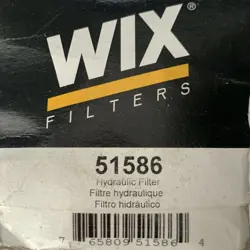 WIX®
FILTERS
51586
Hydraulic Filter
Filtre hydraulique
Filtro hidráulico
7 65809 51586 4